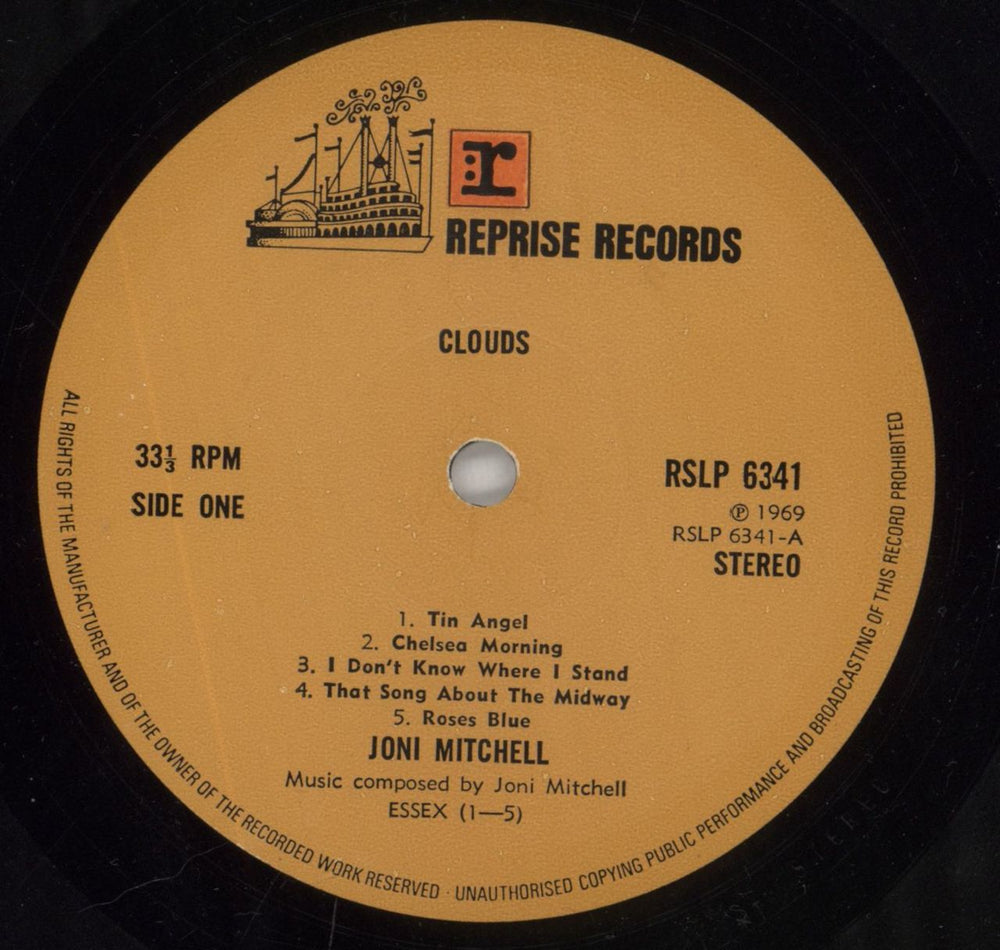 r:
REPRISE RECORDS
CLOUDS
33⅓ RPM
SIDE ONE
RSLP 6341
Ⓟ 1969
RSLP 6341-A
STEREO
1. Tin Angel
2. Chelsea Morning
3. I Don't Know Where I Stand
4. That Song About The Midway
5. Roses Blue
JONI MITCHELL
Music composed by Joni Mitchell
ESSEX (1—5)
ALL RIGHTS OF THE MANUFACTURER AND OF THE OWNER OF THE RECORDED WORK RESERVED · UNAUTHORISED COPYING PUBLIC PERFORMANCE AND BROADCASTING OF THIS RECORD PROHIBITED